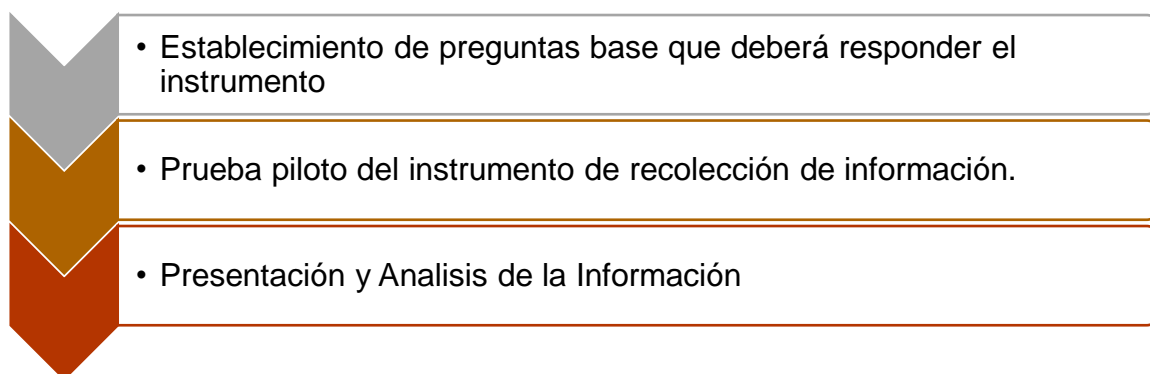 • Establecimiento de preguntas base que deberá responder el
instrumento
• Prueba piloto del instrumento de recolección de información.
• Presentación y Analisis de la Información